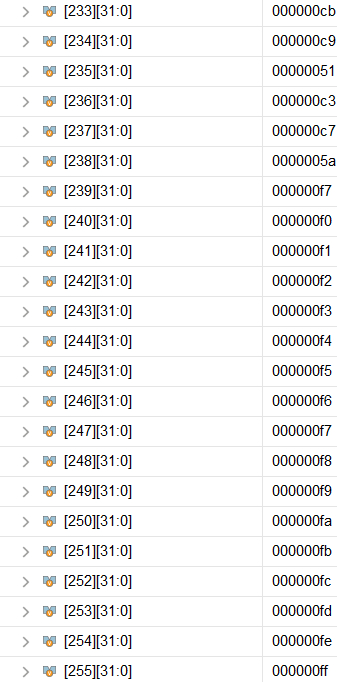 [233][31:0] 000000cb
[234][31:0] 000000c9
[235][31:0] 00000051
[236][31:0] 000000c3
[237][31:0] 000000c7
[238][31:0] 0000005a
[239][31:0] 000000f7
[240][31:0] 000000f0
[241][31:0] 000000f1
[242][31:0] 000000f2
[243][31:0] 000000f3
[244][31:0] 000000f4
[245][31:0] 000000f5
[246][31:0] 000000f6
[247][31:0] 000000f7
[248][31:0] 000000f8
[249][31:0] 000000f9
[250][31:0] 000000fa
[251][31:0] 000000fb
[252][31:0] 000000fc
[253][31:0] 000000fd
[254][31:0] 000000fe
[255][31:0] 000000ff